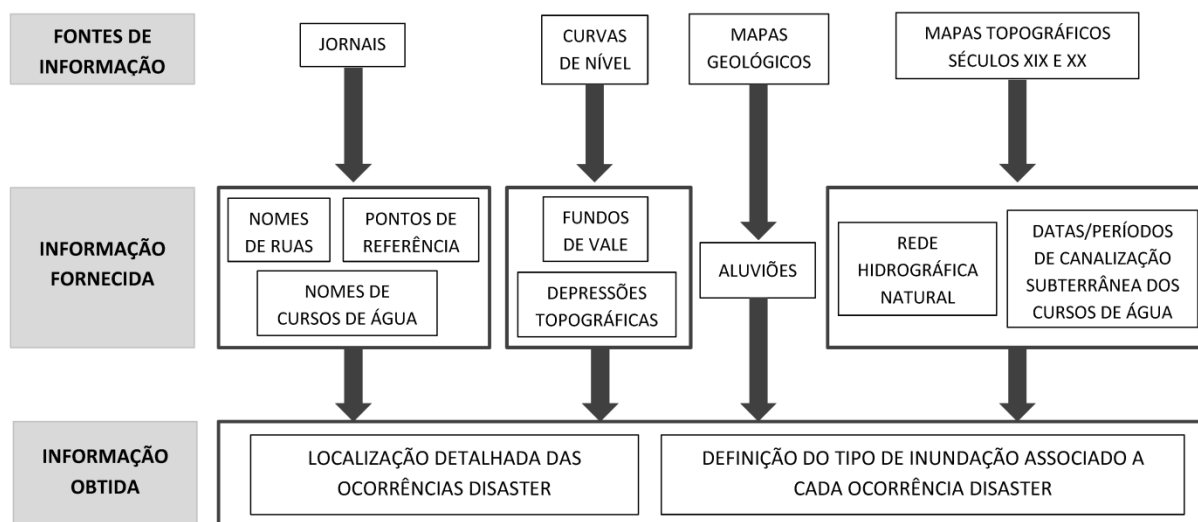 FONTES DE
INFORMAÇÃO
JORNAIS
CURVAS
DE NÍVEL
MAPAS
GEOLÓGICOS
MAPAS TOPOGRÁFICOS
SÉCULOS XIX E XX
INFORMAÇÃO
FORNECIDA
NOMES
DE RUAS
PONTOS DE
REFERÊNCIA
NOMES DE
CURSOS DE ÁGUA
FUNDOS
DE VALE
DEPRESSÕES
TOPOGRÁFICAS
ALUVIÕES
REDE
HIDROGRÁFICA
NATURAL
DATAS/PERÍODOS
DE CANALIZAÇÃO
SUBTERRÂNEA DOS
CURSOS DE ÁGUA
INFORMAÇÃO
OBTIDA
LOCALIZAÇÃO DETALHADA DAS
OCORRÊNCIAS DISASTER
DEFINIÇÃO DO TIPO DE INUNDAÇÃO ASSOCIADO A
CADA OCORRÊNCIA DISASTER